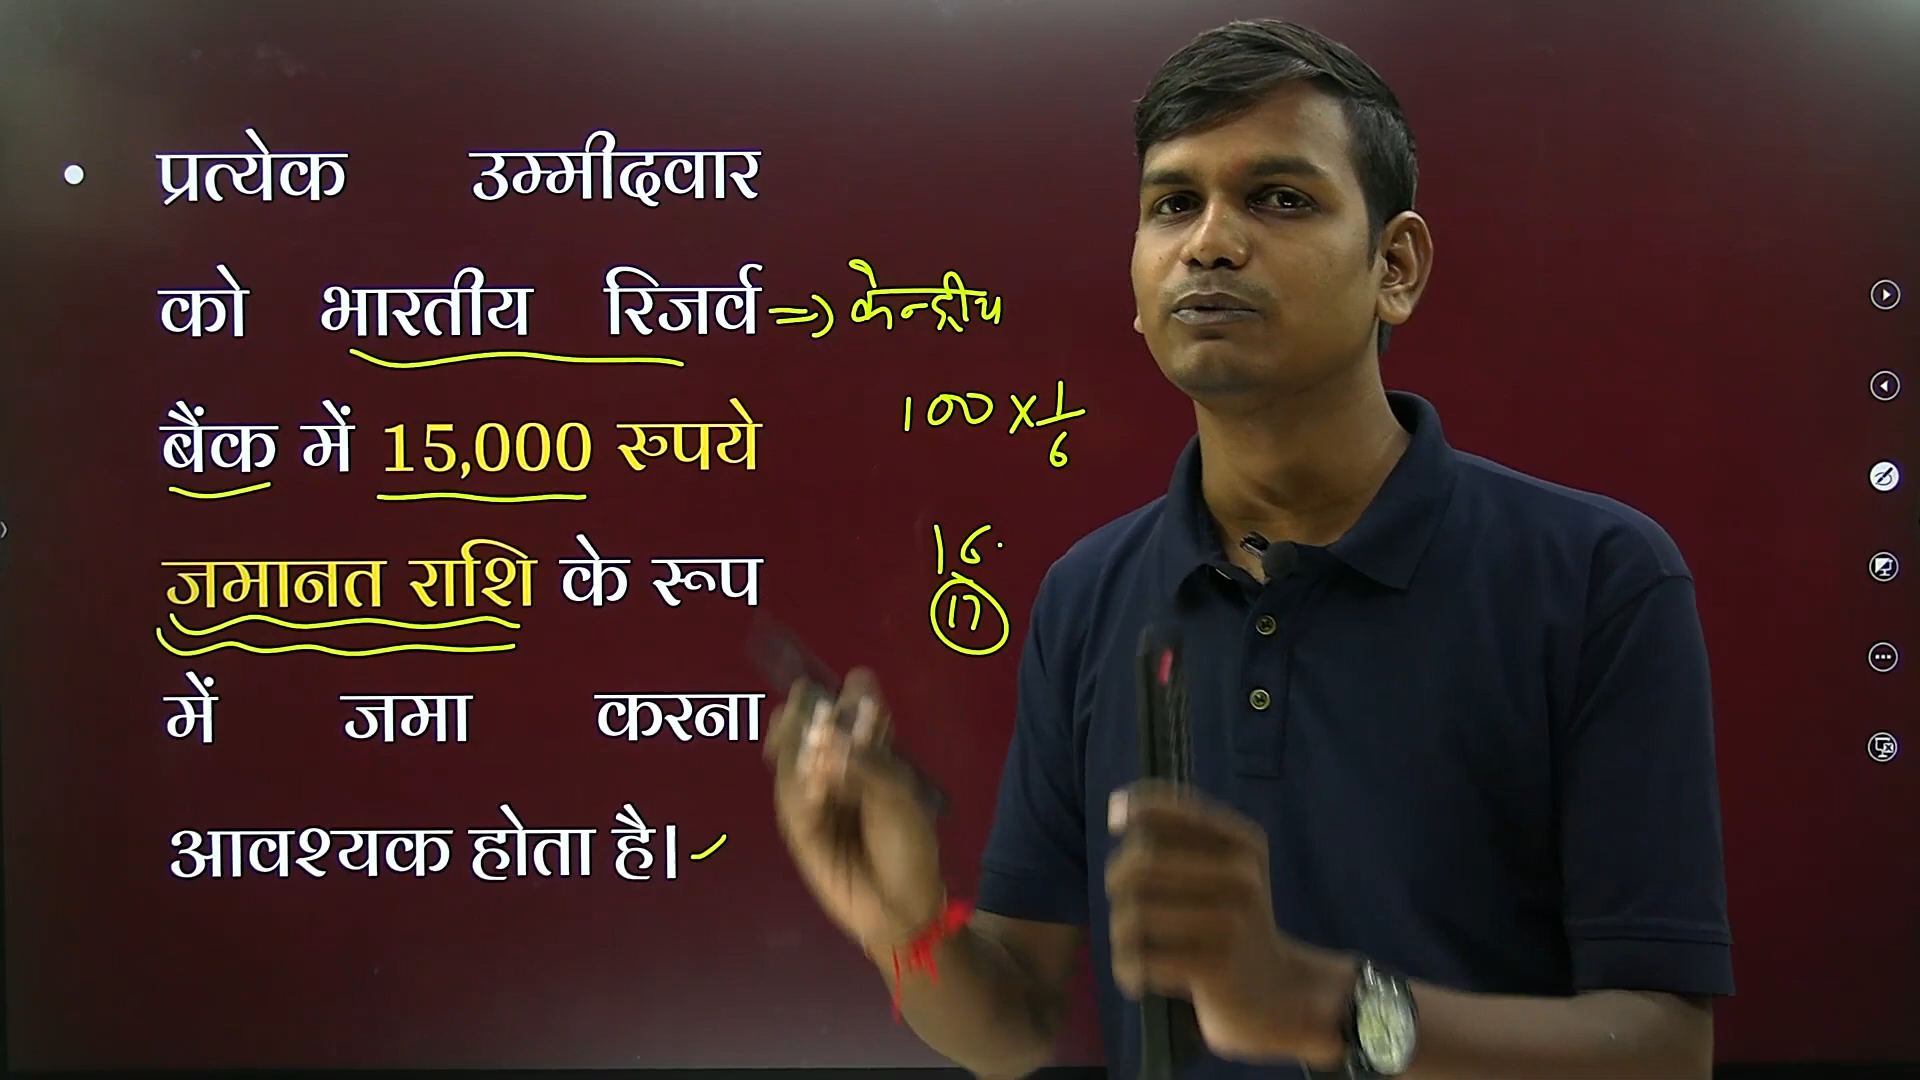 • प्रत्येक उम्मीदवार
को भारतीय रिजर्व => केन्द्रीय
बैंक में 15,000 रुपये
100 × 1/6
जमानत राशि के रूप
16.
17
में जमा करना
आवश्यक होता है।